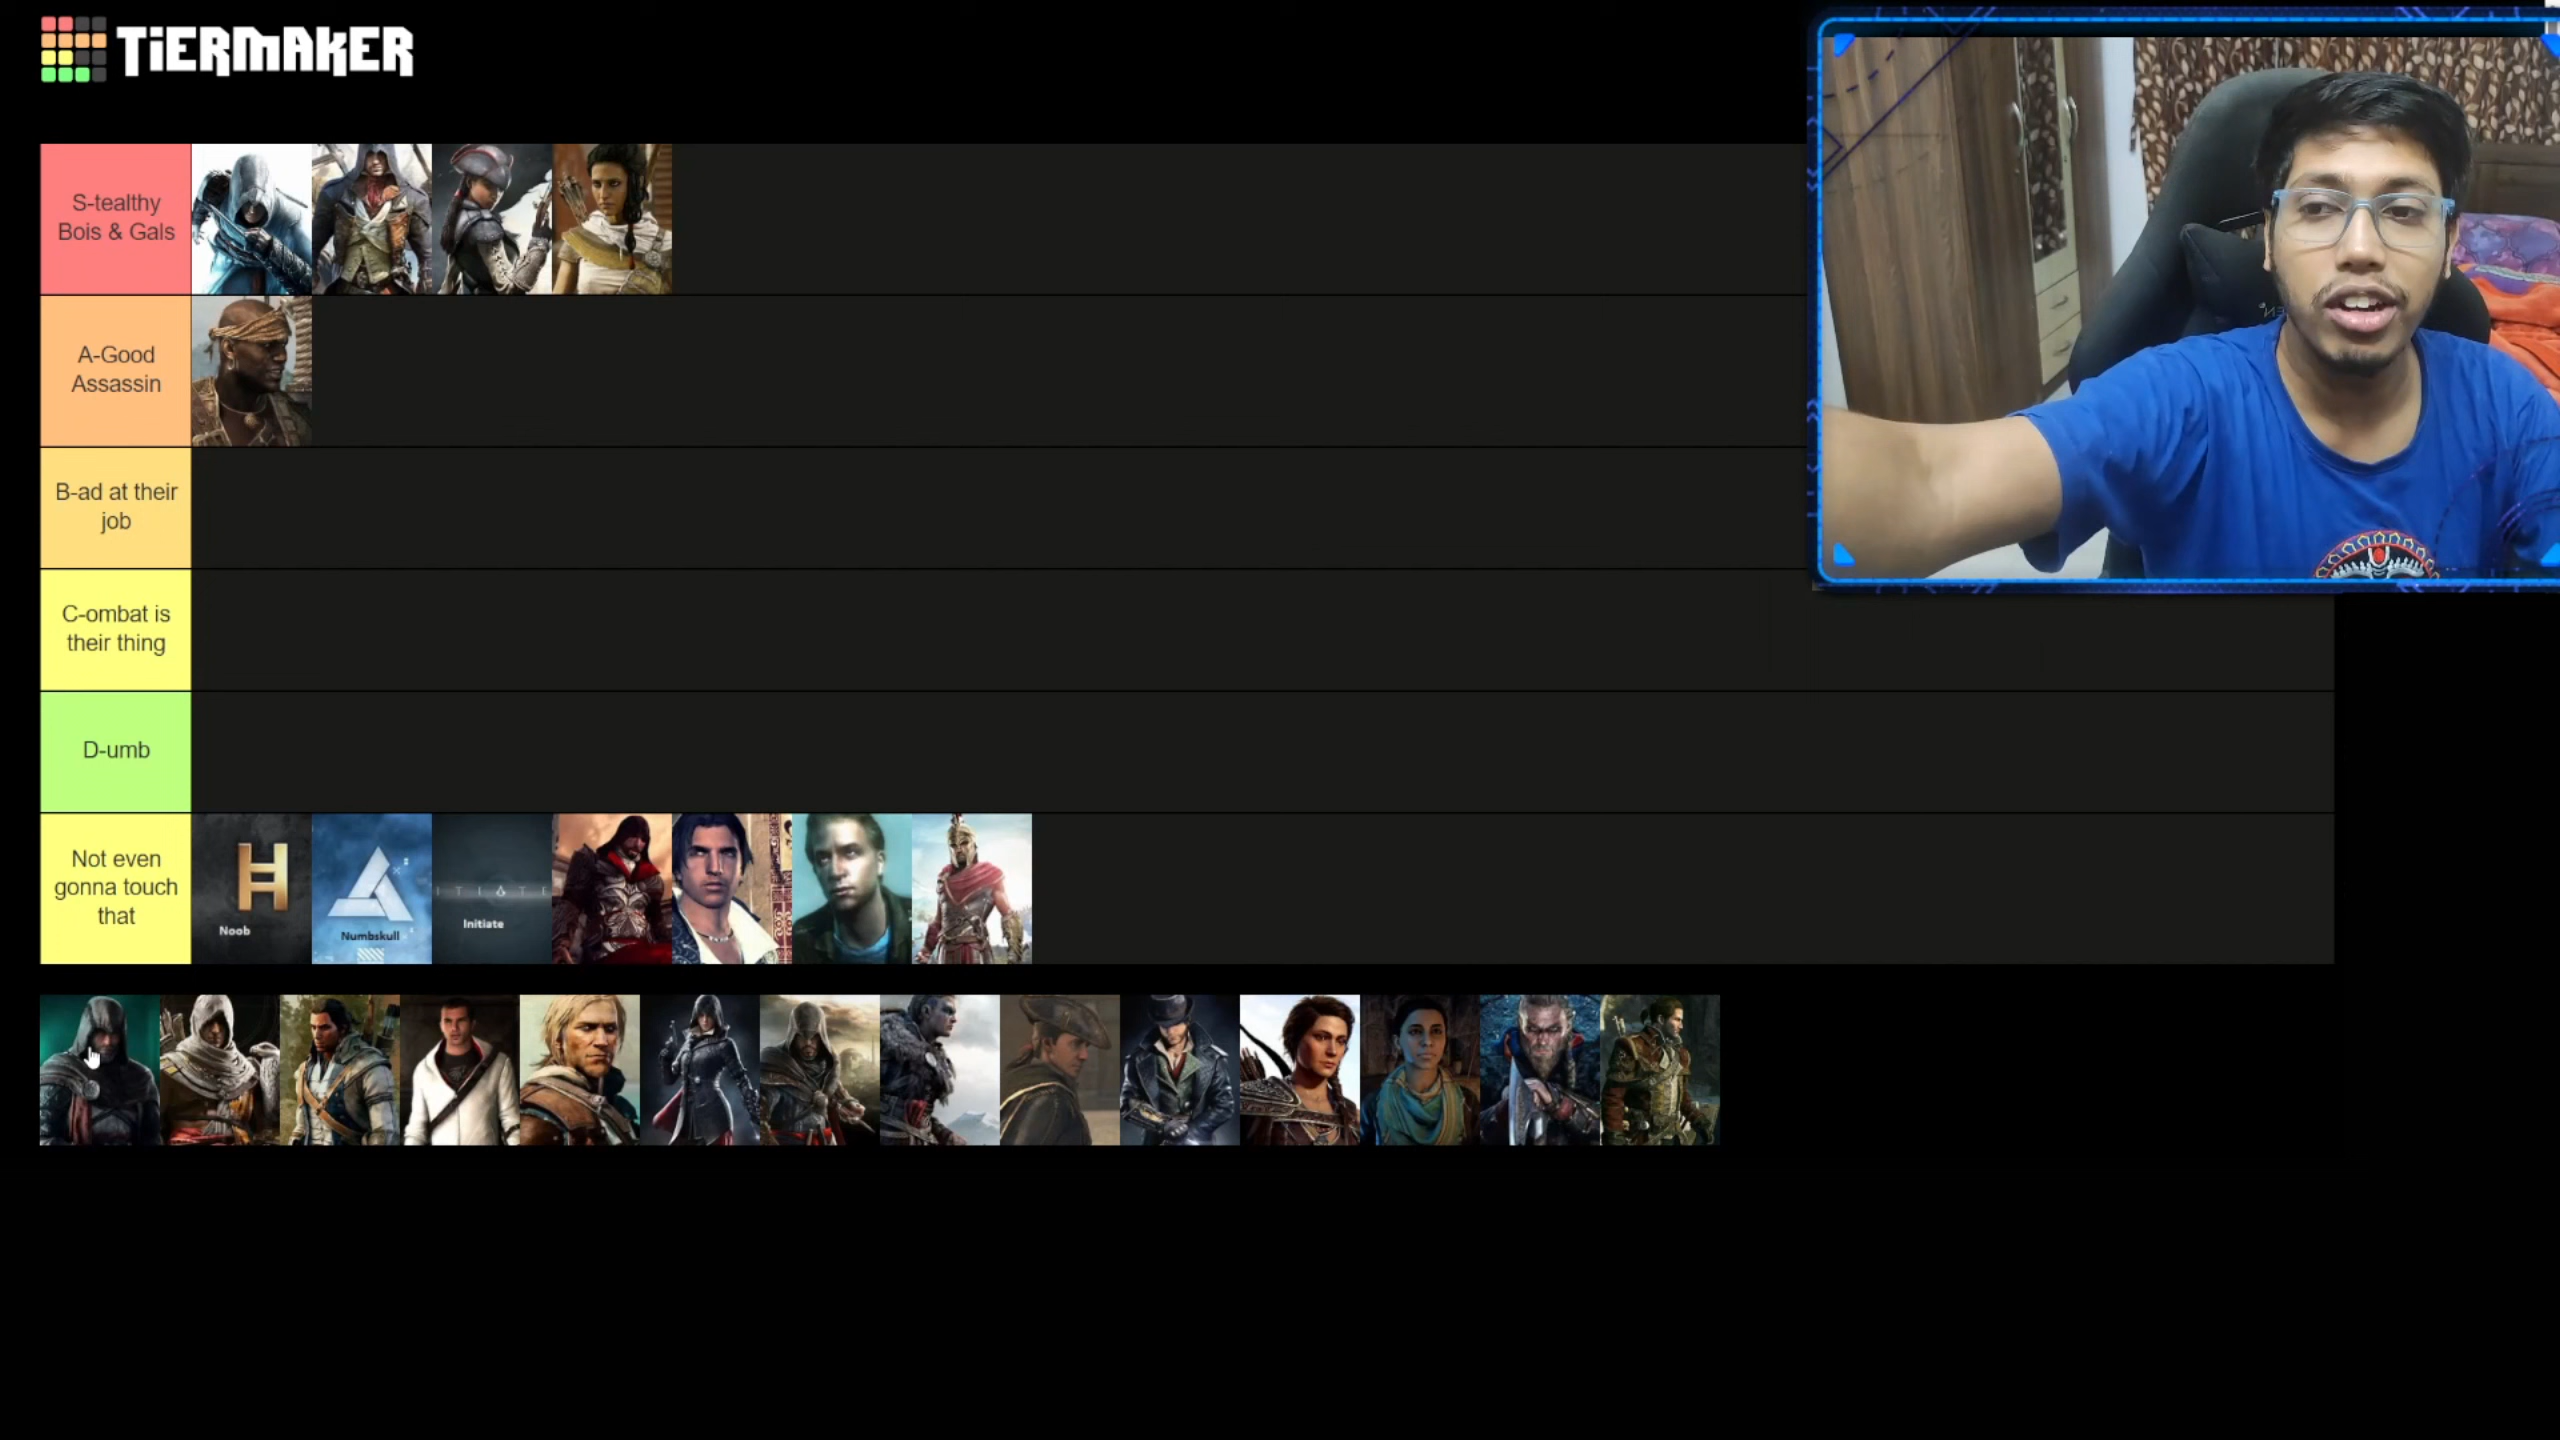 TiERMAKER
S-tealthy
Bois & Gals
A-Good
Assassin
B-ad at their
job
C-ombat is
their thing
D-umb
Not even
gonna touch
that
Noob
Numbskull
ITIATE
Initiate